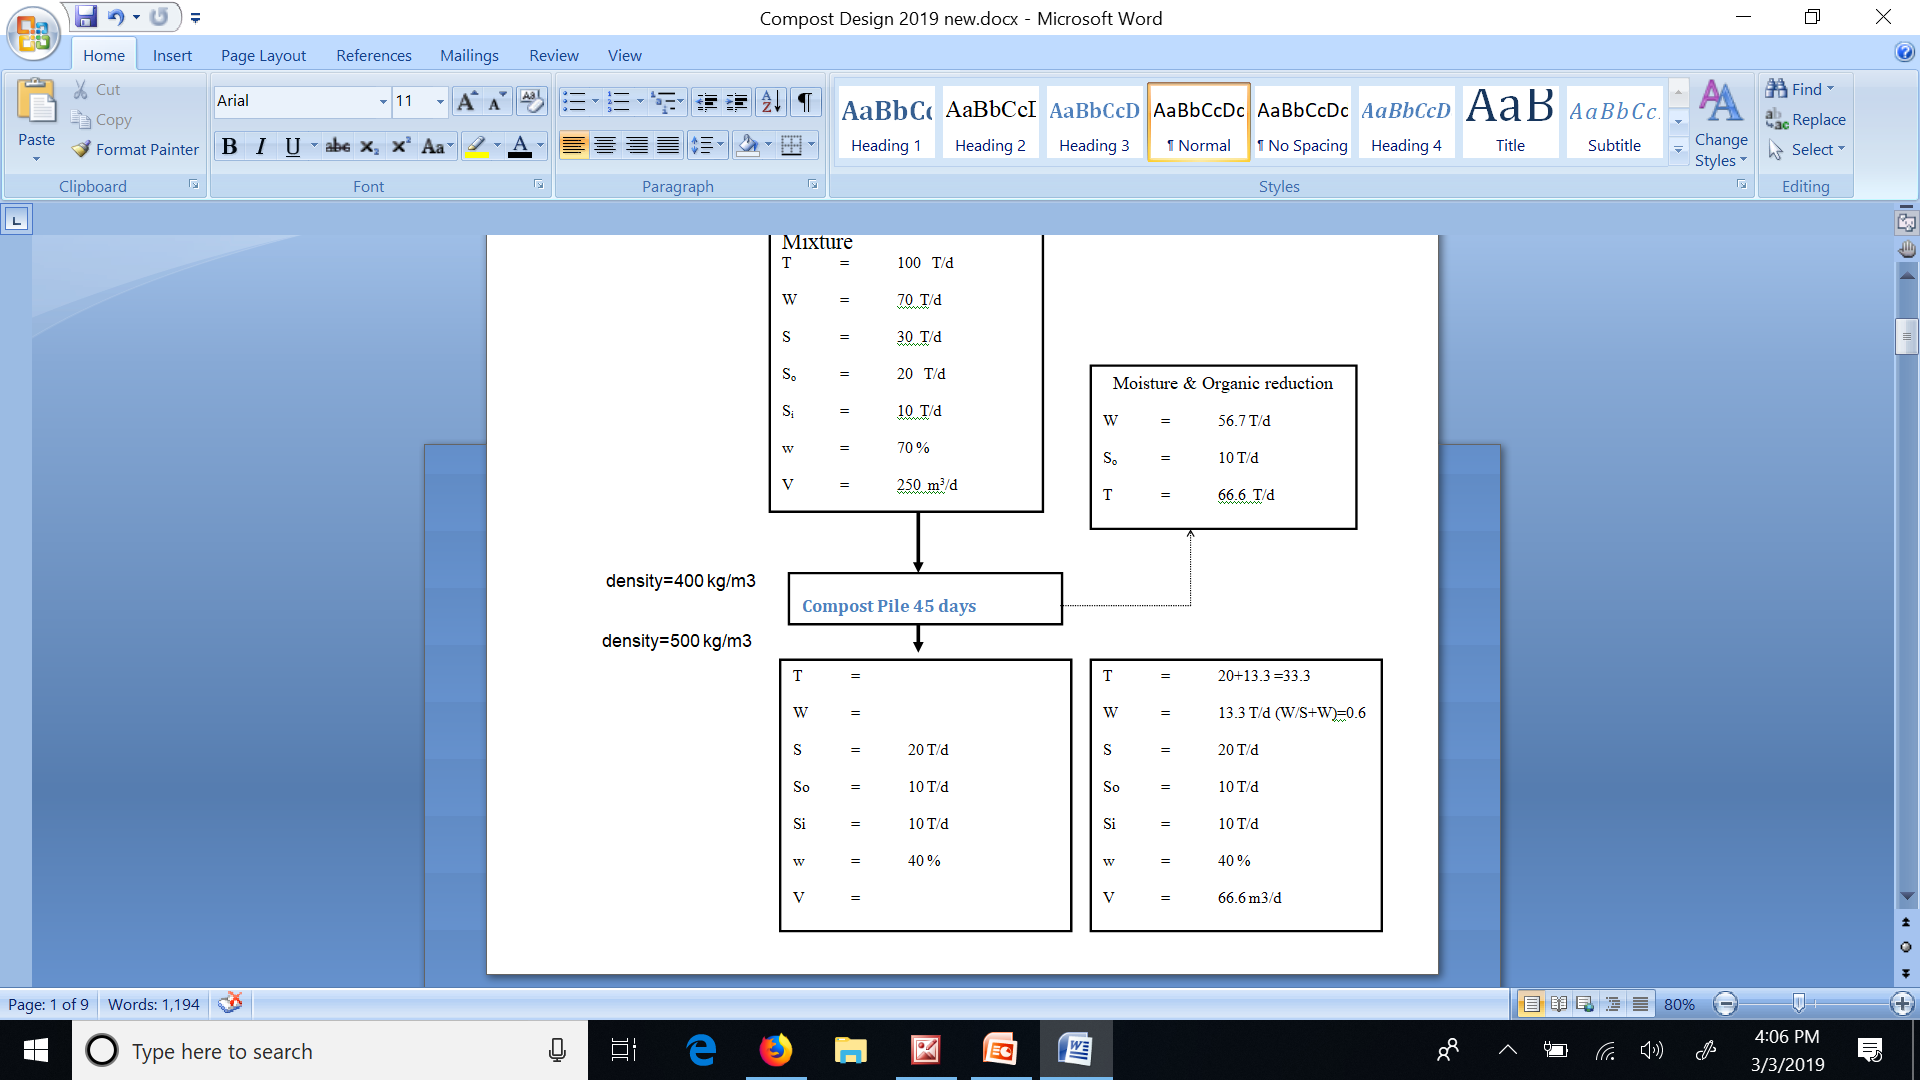 Compost Design 2019 new.docx - Microsoft Word
Home Insert Page Layout References Mailings Review View
Paste
Cut
Copy
Format Painter
Clipboard
Arial 11
Font
Paragraph
AaBbCc AaBbCcI AaBbCcD AaBbCcDc AaBbCcDc AaBbCcD AaB AaBbCc.
Heading 1 Heading 2 Heading 3 ¶ Normal ¶ No Spacing Heading 4 Title Subtitle
Change Styles
Styles
Find
Replace
Select
Editing
Mixture
T = 100 T/d
W = 70 T/d
S = 30 T/d
So = 20 T/d
Si = 10 T/d
w = 70 %
V = 250 m³/d
Moisture & Organic reduction
W = 56.7 T/d
So = 10 T/d
T = 66.6 T/d
density=400 kg/m3
Compost Pile 45 days
density=500 kg/m3
T =
W =
S = 20 T/d
So = 10 T/d
Si = 10 T/d
w = 40 %
V =
T = 20+13.3 =33.3
W = 13.3 T/d (W/S+W)=0.6
S = 20 T/d
So = 10 T/d
Si = 10 T/d
w = 40 %
V = 66.6 m3/d
Page: 1 of 9 Words: 1,194 80%
Type here to search
4:06 PM
3/3/2019